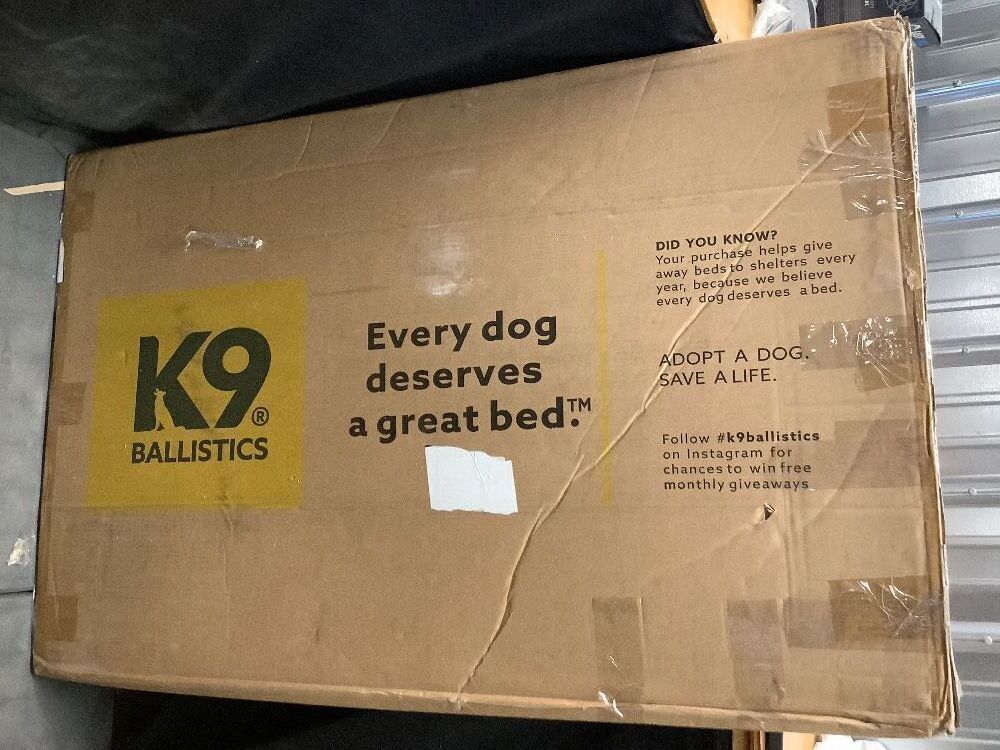 K9®
BALLISTICS
Every dog
deserves
a great bed.™
DID YOU KNOW?
Your purchase helps give
away beds to shelters every
year, because we believe
every dog deserves a bed.
ADOPT A DOG.
SAVE A LIFE.
Follow #k9ballistics
on Instagram for
chances to win free
monthly giveaways